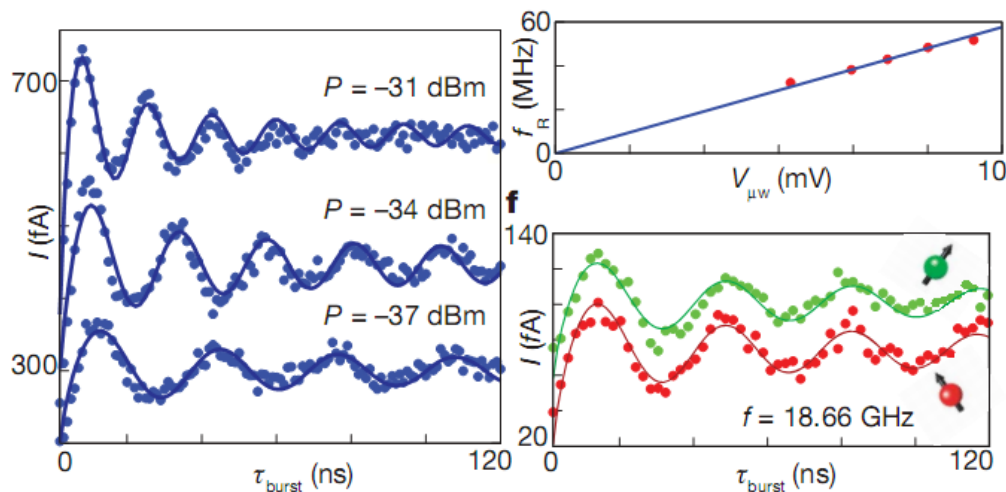 700
300
I (fA)
P = –31 dBm
P = –34 dBm
P = –37 dBm
0
120
τburst (ns)
60
0
fR (MHz)
0
10
Vμw (mV)
f
140
20
I (fA)
f = 18.66 GHz
0
120
τburst (ns)